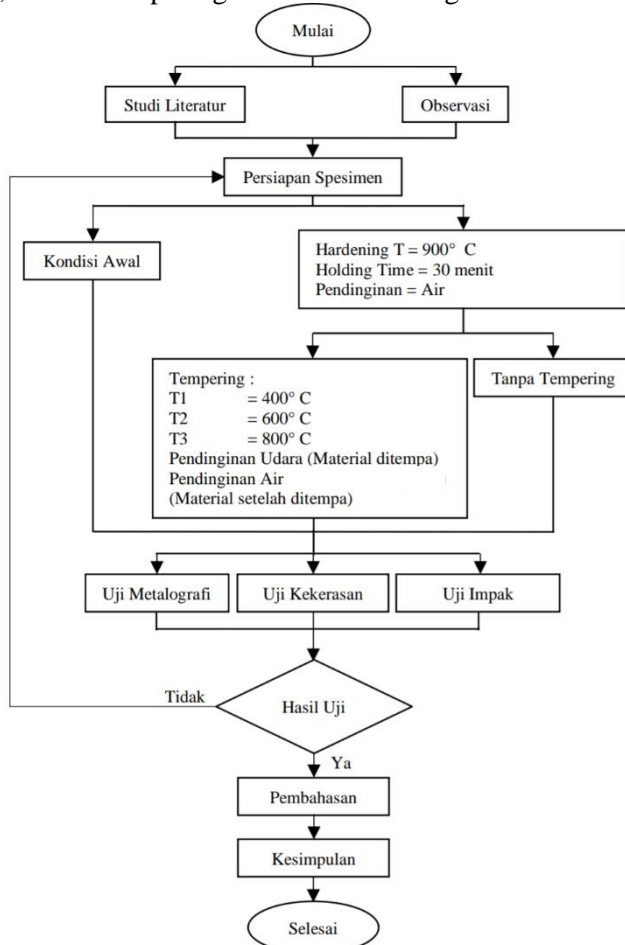 Mulai
Studi Literatur
Observasi
Persiapan Spesimen
Kondisi Awal
Hardening T = 900° C
Holding Time = 30 menit
Pendinginan = Air
Tempering :
T1 = 400° C
T2 = 600° C
T3 = 800° C
Pendinginan Udara (Material ditempa)
Pendinginan Air
(Material setelah ditempa)
Tanpa Tempering
Uji Metalografi
Uji Kekerasan
Uji Impak
Tidak
Hasil Uji
Ya
Pembahasan
Kesimpulan
Selesai